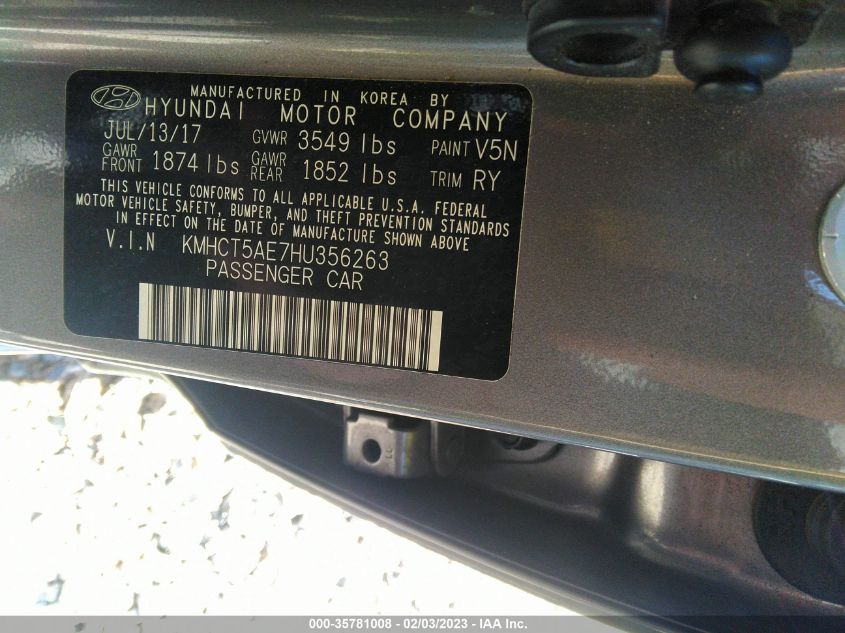 MANUFACTURED IN KOREA BY
HYUNDAI MOTOR COMPANY
JUL/13/17 GVWR 3549 lbs PAINT V5N
GAWR FRONT 1874 lbs GAWR REAR 1852 lbs TRIM RY
THIS VEHICLE CONFORMS TO ALL APPLICABLE U.S.A. FEDERAL
MOTOR VEHICLE SAFETY, BUMPER, AND THEFT PREVENTION STANDARDS
IN EFFECT ON THE DATE OF MANUFACTURE SHOWN ABOVE
V.I.N KMHCT5AE7HU356263
PASSENGER CAR
000-35781008 - 02/03/2023 - IAA Inc.